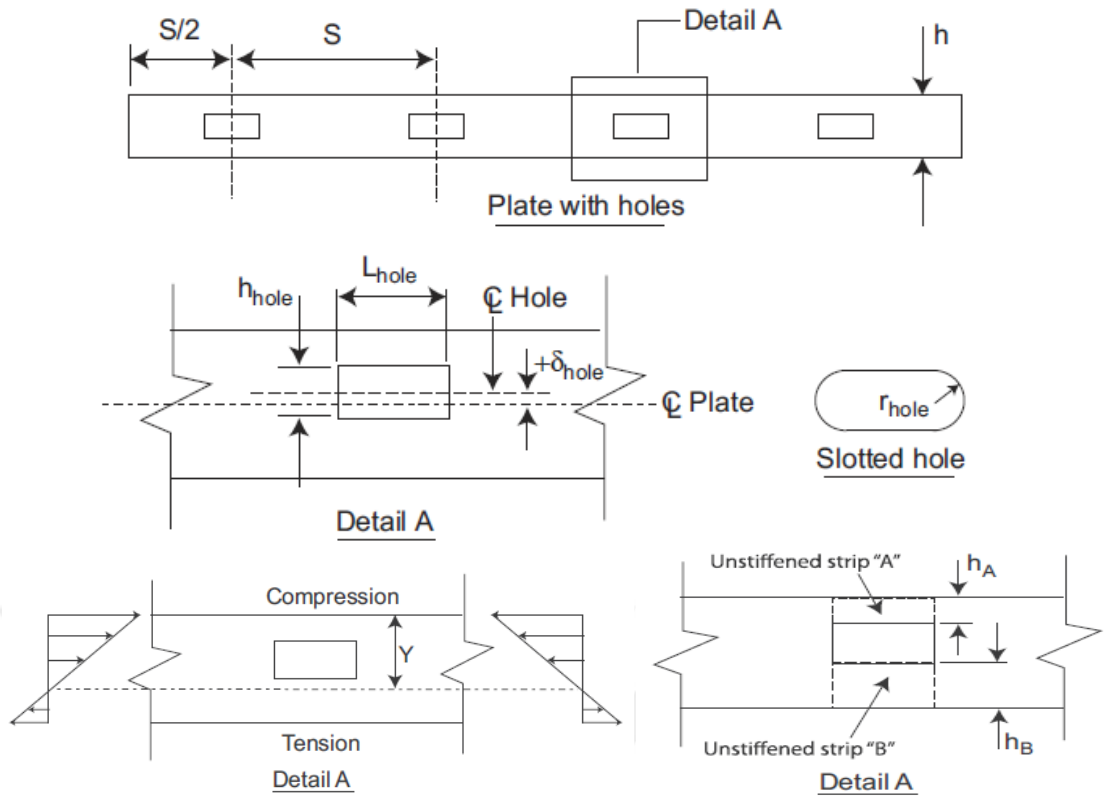 S/2
S
Detail A
h
Plate with holes
L_hole
h_hole
℄ Hole
+δ_hole
℄ Plate
r_hole
Slotted hole
Detail A
Compression
Y
Tension
Detail A
Unstiffened strip "A"
h_A
Unstiffened strip "B"
h_B
Detail A